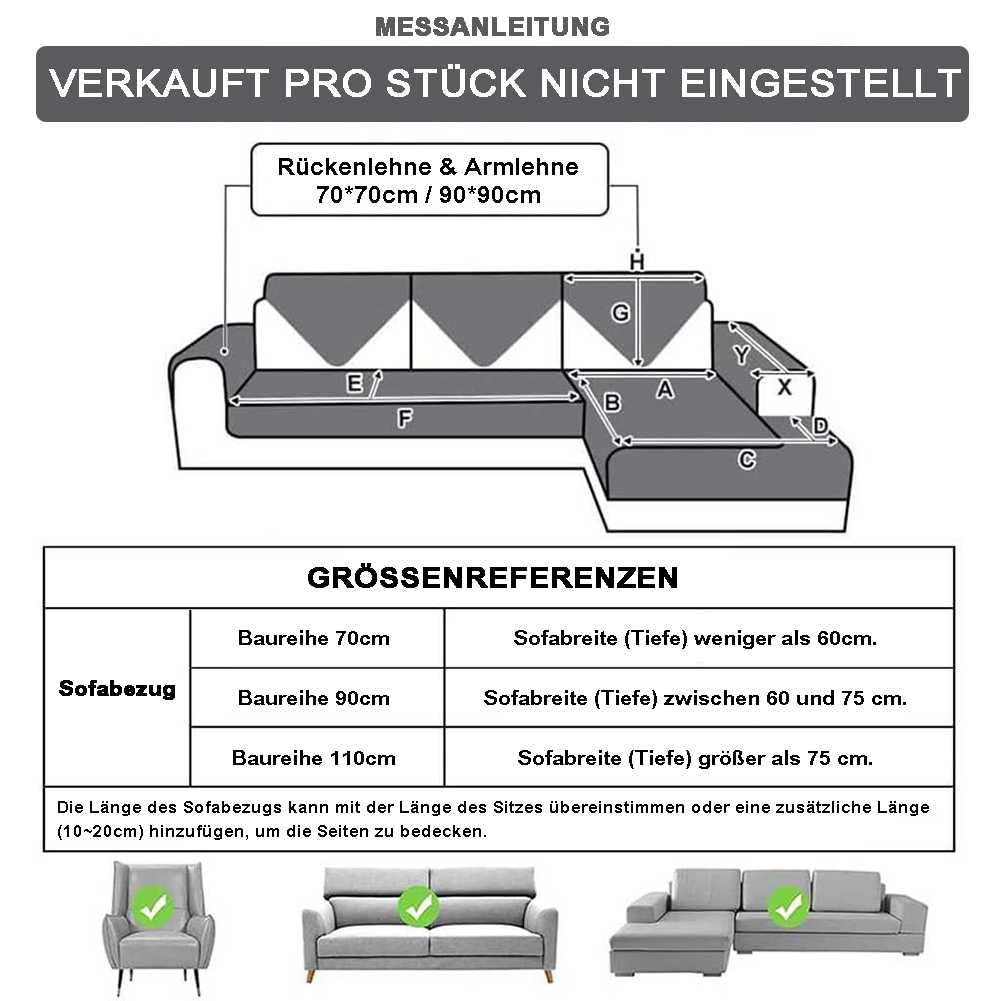 MESSANLEITUNG
VERKAUFT PRO STÜCK NICHT EINGESTELLT
Rückenlehne & Armlehne
70*70cm / 90*90cm
H
G
Y
X
E
A
B
F
D
C
GRÖSSENREFERENZEN
Sofabezug
Baureihe 70cm
Sofabreite (Tiefe) weniger als 60cm.
Baureihe 90cm
Sofabreite (Tiefe) zwischen 60 und 75 cm.
Baureihe 110cm
Sofabreite (Tiefe) größer als 75 cm.
Die Länge des Sofabezugs kann mit der Länge des Sitzes übereinstimmen oder eine zusätzliche Länge
(10~20cm) hinzufügen, um die Seiten zu bedecken.